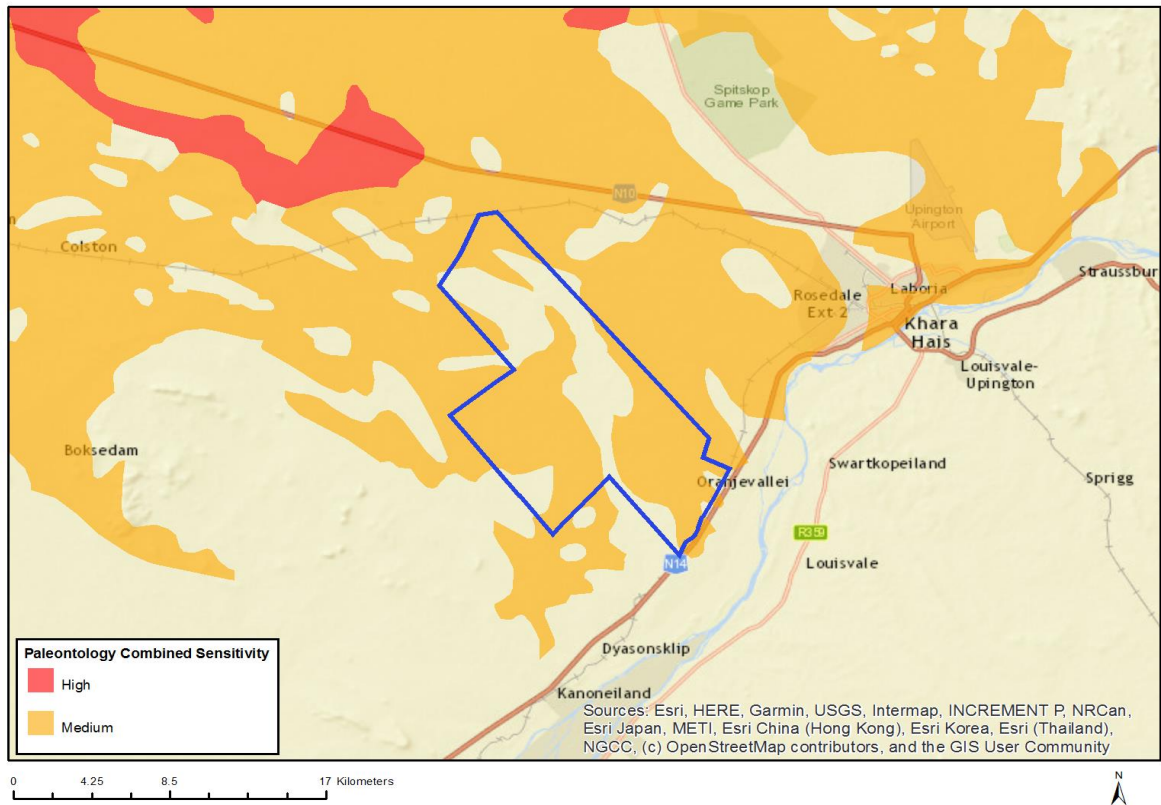 Spitskop
Game Park
N10
Upington
Airport
n
Colston
Straussbur
Rosedale
Ext 2
Laboria
Khara
Hais
Louisvale-
Upington
Boksedam
Swartkopeiland
Oranjevallei
Sprigg
R359
N14
Louisvale
Dyasonsklip
Kanoneiland
Paleontology Combined Sensitivity
High
Medium
Sources: Esri, HERE, Garmin, USGS, Intermap, INCREMENT P, NRCan,
Esri Japan, METI, Esri China (Hong Kong), Esri Korea, Esri (Thailand),
NGCC, (c) OpenStreetMap contributors, and the GIS User Community
0 4.25 8.5 17 Kilometers
N